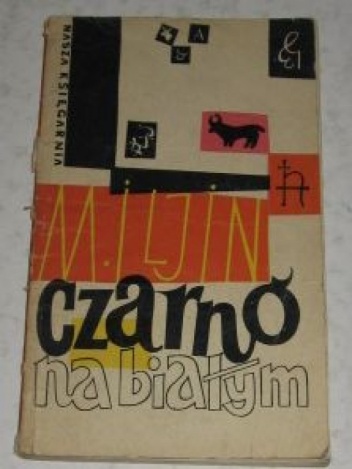 NASZA KSIĘGARNIA
A
&
M. ILJIN
czarno
na białym